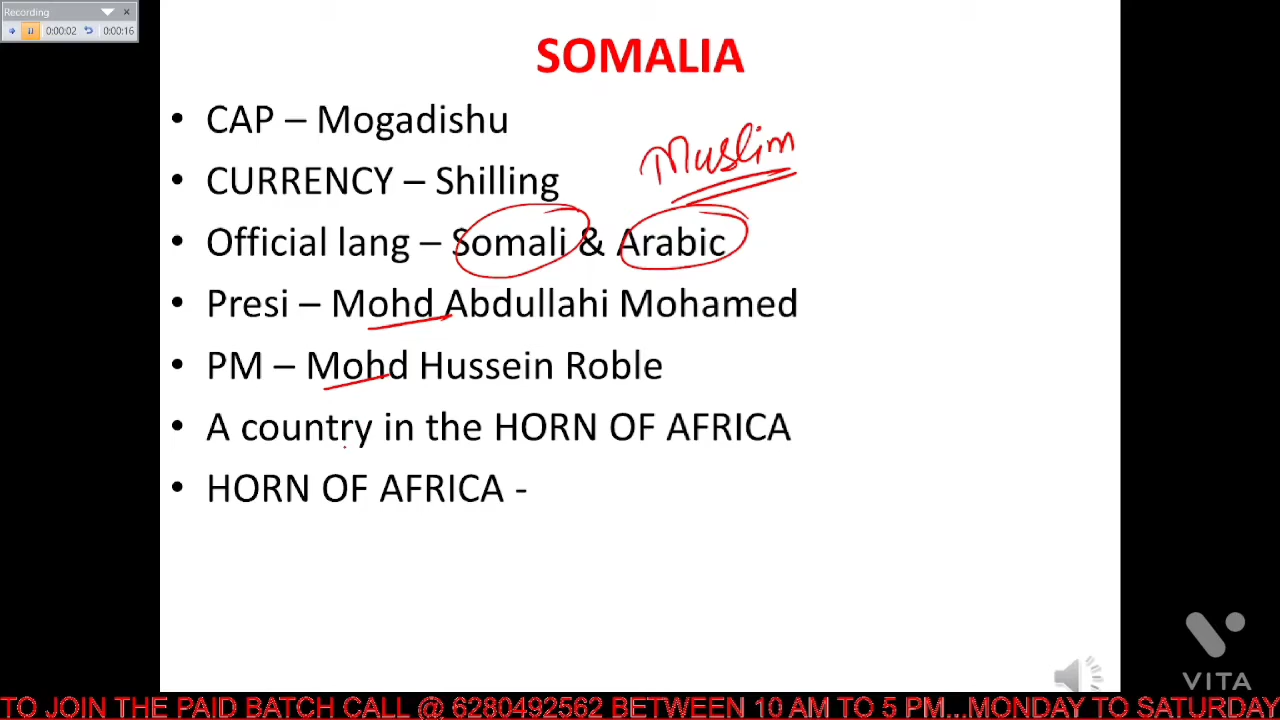 Recording
0:00:02 0:00:16
SOMALIA
• CAP – Mogadishu
Muslim
• CURRENCY – Shilling
• Official lang – Somali & Arabic
• Presi – Mohd Abdullahi Mohamed
• PM – Mohd Hussein Roble
• A country in the HORN OF AFRICA
• HORN OF AFRICA -
VITA
TO JOIN THE PAID BATCH CALL @ 6280492562 BETWEEN 10 AM TO 5 PM...MONDAY TO SATURDAY